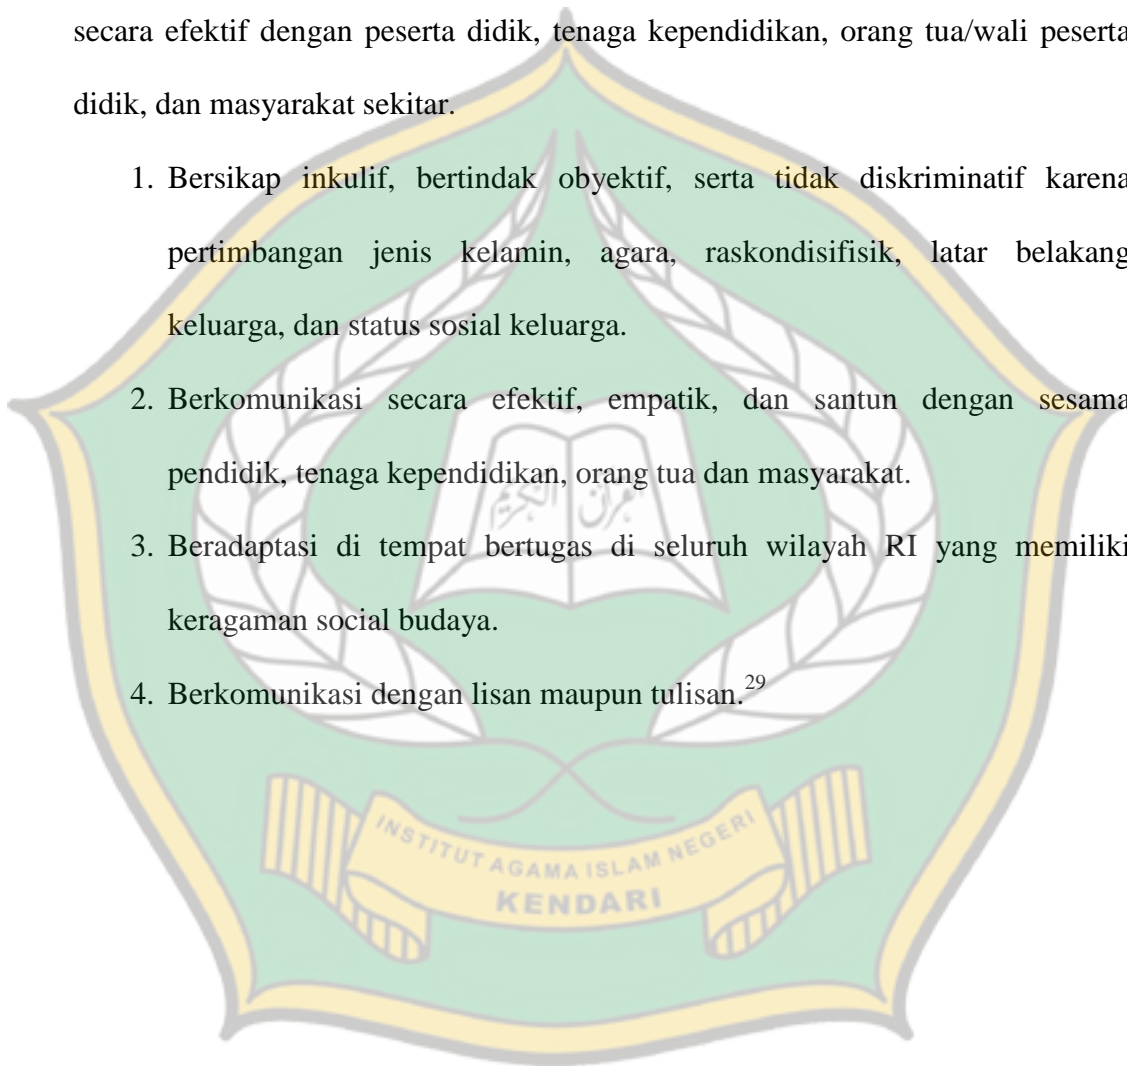 secara efektif dengan peserta didik, tenaga kependidikan, orang tua/wali peserta
didik, dan masyarakat sekitar.
1. Bersikap inkulif, bertindak obyektif, serta tidak diskriminatif karena
pertimbangan jenis kelamin, agara, raskondisifisik, latar belakang
keluarga, dan status sosial keluarga.
2. Berkomunikasi secara efektif, empatik, dan santun dengan sesama
pendidik, tenaga kependidikan, orang tua dan masyarakat.
3. Beradaptasi di tempat bertugas di seluruh wilayah RI yang memiliki
keragaman social budaya.
4. Berkomunikasi dengan lisan maupun tulisan.29
INSTITUT AGAMA ISLAM NEGERI
KENDARI